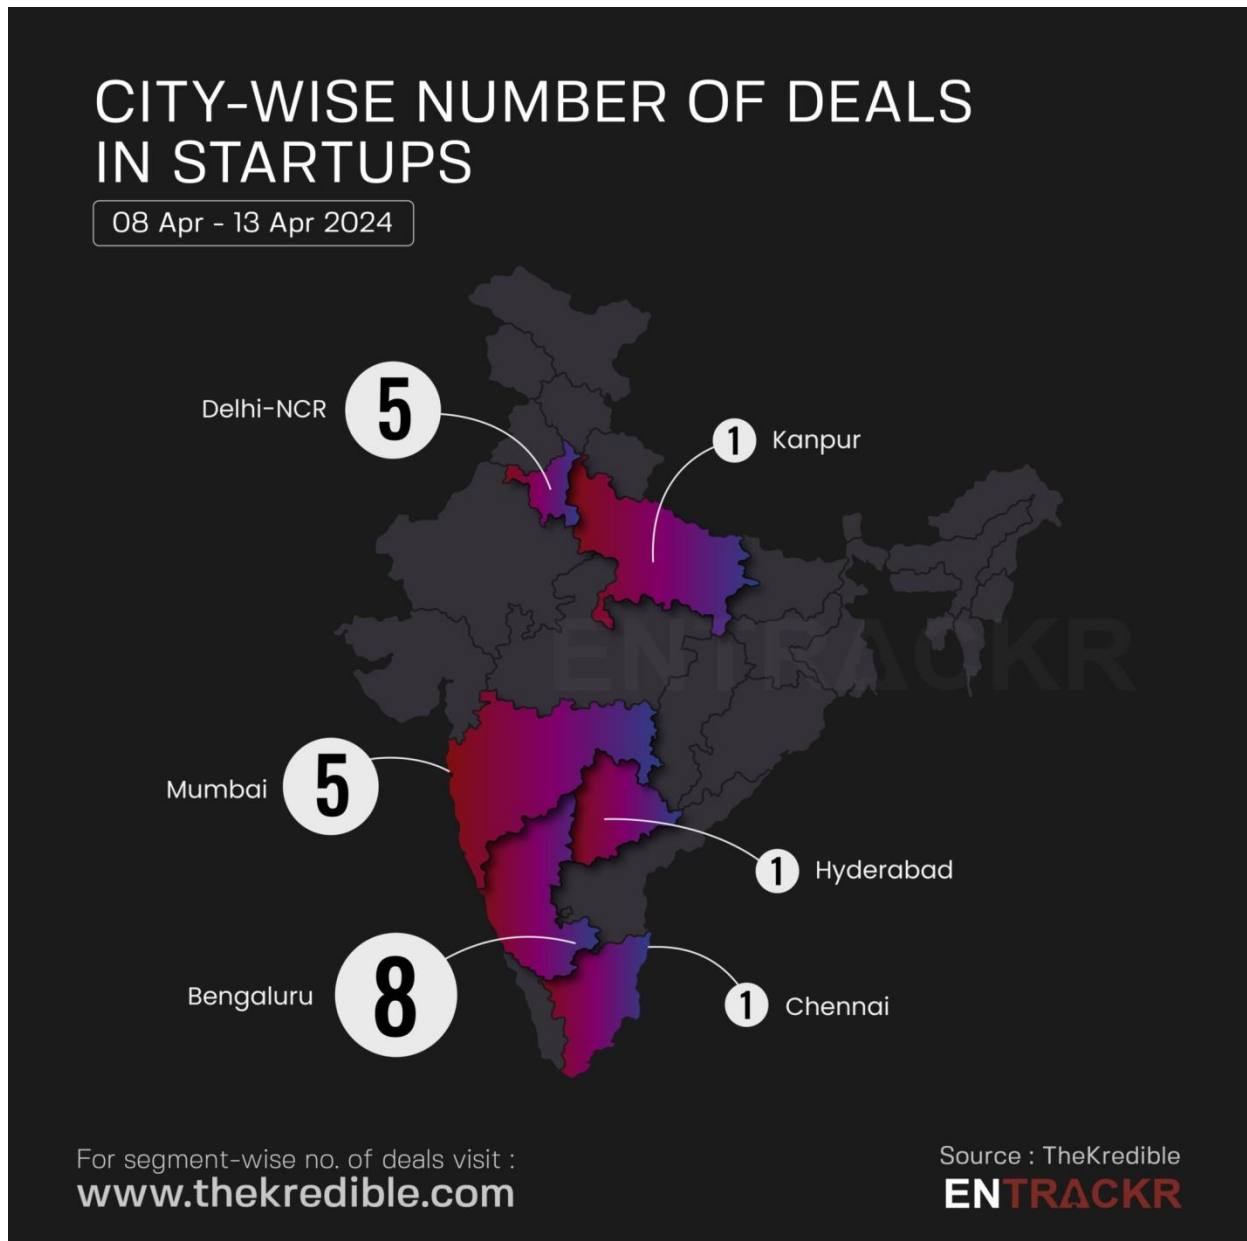 CITY-WISE NUMBER OF DEALS
IN STARTUPS
08 Apr - 13 Apr 2024
Delhi-NCR
5
1
Kanpur
ENTRACKR
Mumbai
5
1
Hyderabad
Bengaluru
8
1
Chennai
For segment-wise no. of deals visit :
www.thekredible.com
Source : TheKredible
ENTRACKR